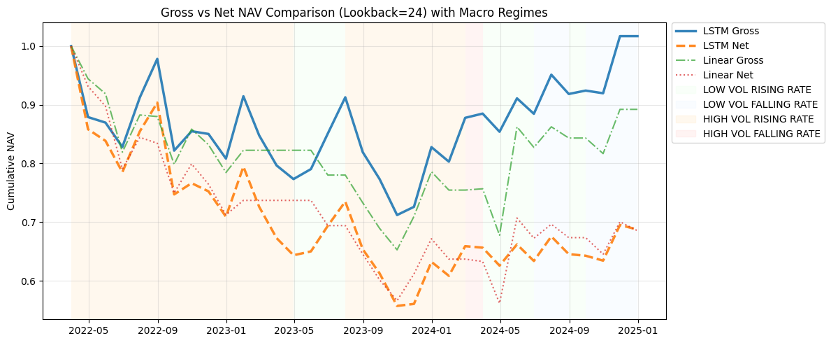 Gross vs Net NAV Comparison (Lookback=24) with Macro Regimes
Cumulative NAV
1.0
0.9
0.8
0.7
0.6
2022-05
2022-09
2023-01
2023-05
2023-09
2024-01
2024-05
2024-09
2025-01
LSTM Gross
LSTM Net
Linear Gross
Linear Net
LOW VOL RISING RATE
LOW VOL FALLING RATE
HIGH VOL RISING RATE
HIGH VOL FALLING RATE